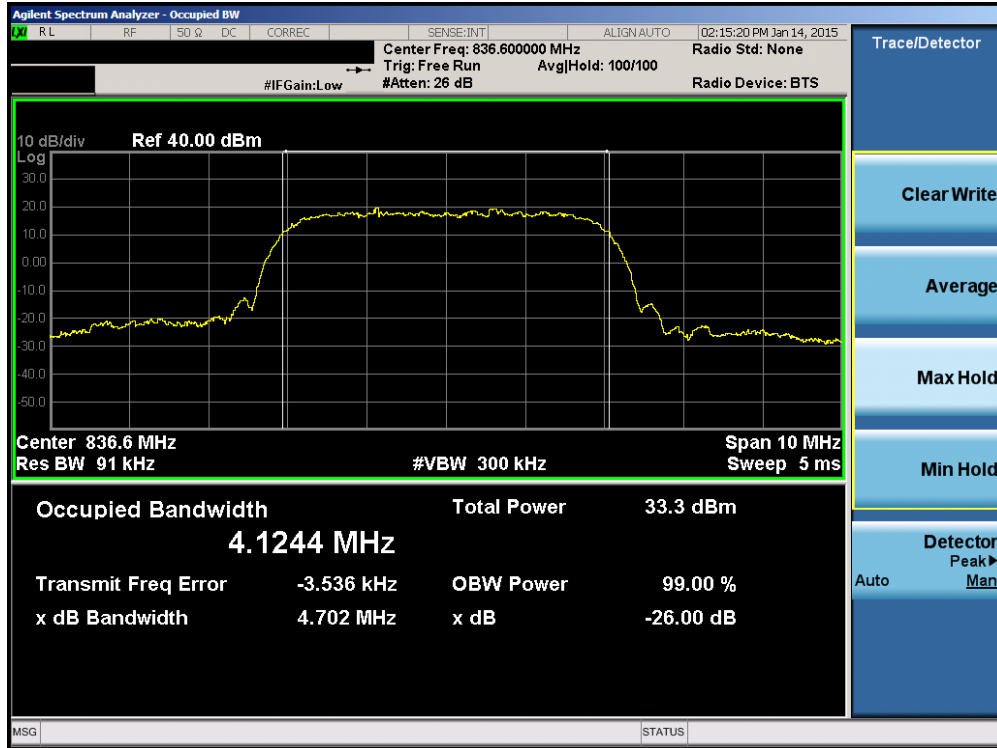 Agilent Spectrum Analyzer - Occupied BW
LXI RL RF 50 Ω DC CORREC SENSE:INT ALIGNAUTO 02:15:20 PM Jan 14, 2015
Center Freq: 836.600000 MHz Radio Std: None
Trig: Free Run Avg|Hold: 100/100
#IFGain:Low #Atten: 26 dB Radio Device: BTS
10 dB/div Ref 40.00 dBm
Log
30.0
20.0
10.0
0.00
-10.0
-20.0
-30.0
-40.0
-50.0
Center 836.6 MHz Span 10 MHz
Res BW 91 kHz #VBW 300 kHz Sweep 5 ms
Occupied Bandwidth Total Power 33.3 dBm
4.1244 MHz
Transmit Freq Error -3.536 kHz OBW Power 99.00 %
x dB Bandwidth 4.702 MHz x dB -26.00 dB
MSG STATUS
Trace/Detector
Clear Write
Average
Max Hold
Min Hold
Detector
Peak▶
Auto Man